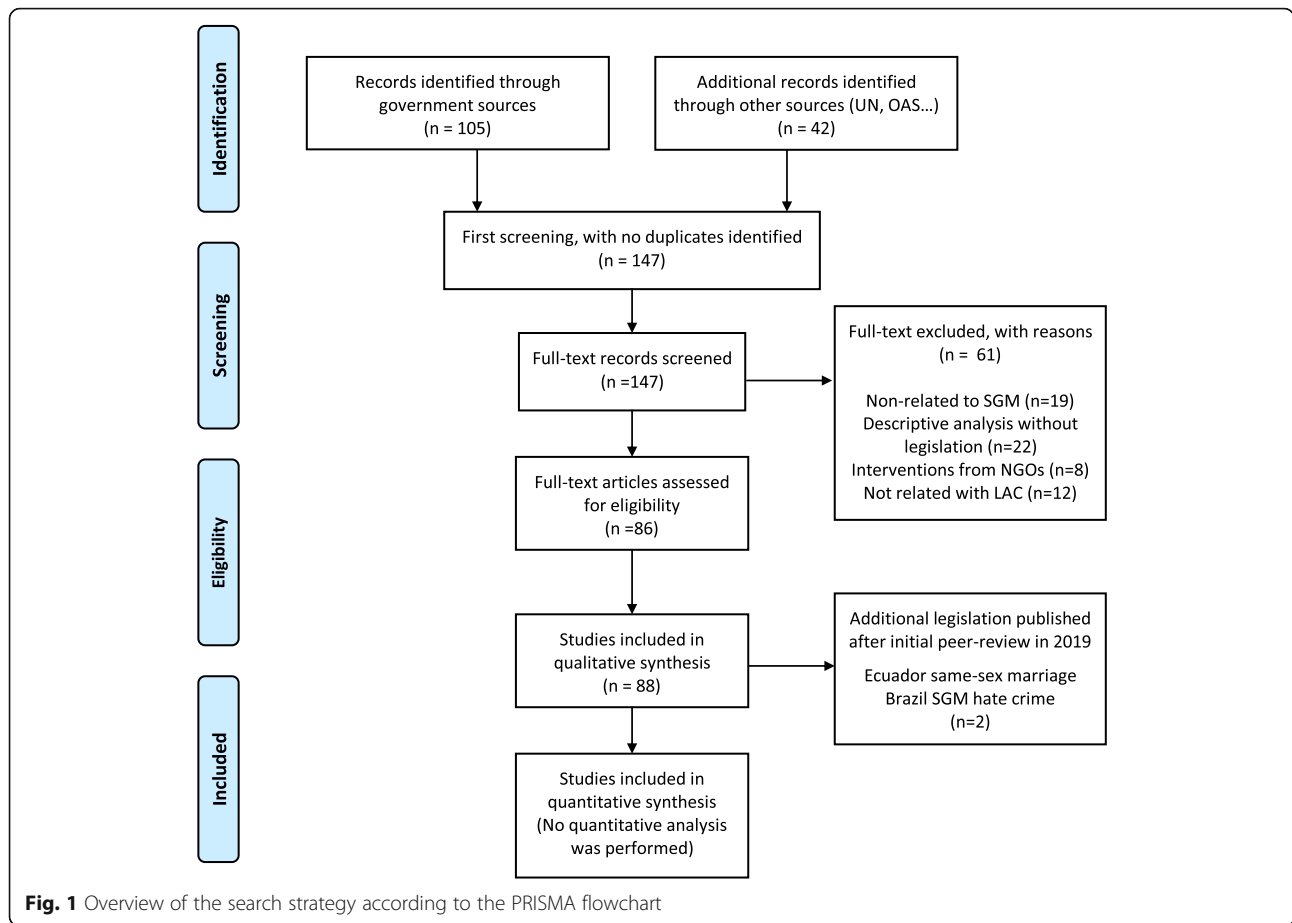 Identification
Records identified through
government sources
(n = 105)
Additional records identified
through other sources (UN, OAS...)
(n = 42)
First screening, with no duplicates identified
(n = 147)
Screening
Full-text records screened
(n =147)
Full-text excluded, with reasons
(n = 61)
Non-related to SGM (n=19)
Descriptive analysis without
legislation (n=22)
Interventions from NGOs (n=8)
Not related with LAC (n=12)
Eligibility
Full-text articles assessed
for eligibility
(n =86)
Studies included in
qualitative synthesis
(n = 88)
Additional legislation published
after initial peer-review in 2019
Ecuador same-sex marriage
Brazil SGM hate crime
(n=2)
Included
Studies included in
quantitative synthesis
(No quantitative analysis
was performed)
Fig. 1 Overview of the search strategy according to the PRISMA flowchart